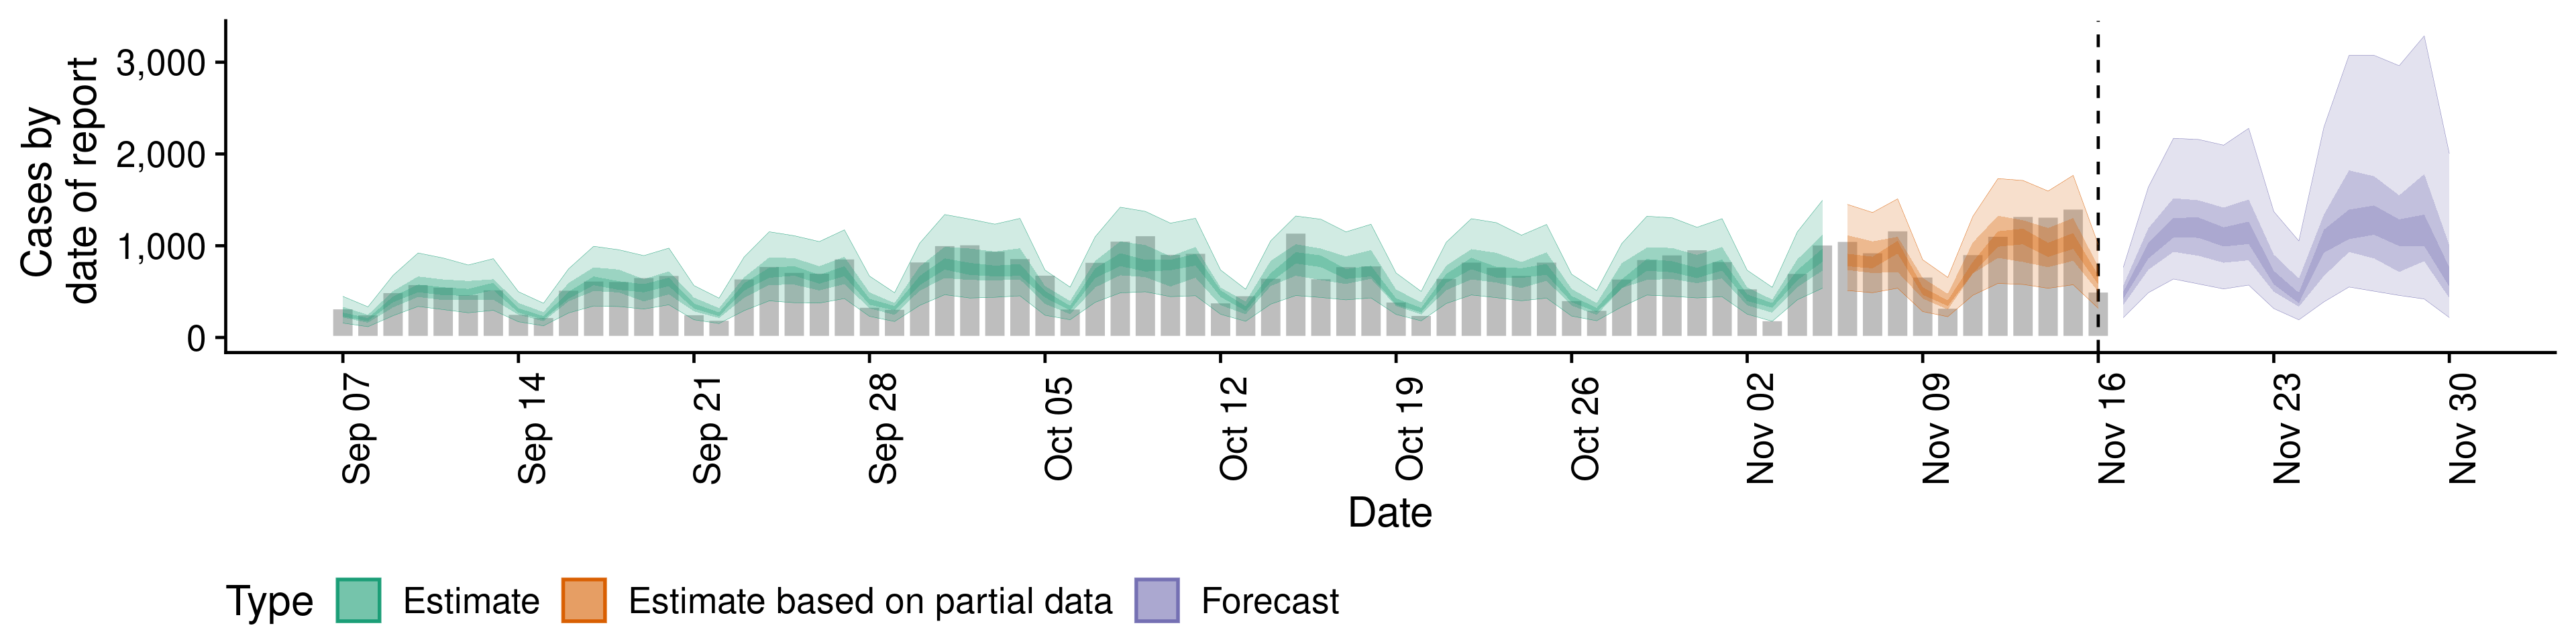 Cases by
date of report
3,000
2,000
1,000
0
Sep 07
Sep 14
Sep 21
Sep 28
Oct 05
Oct 12
Oct 19
Oct 26
Nov 02
Nov 09
Nov 16
Nov 23
Nov 30
Date
Type Estimate Estimate based on partial data Forecast